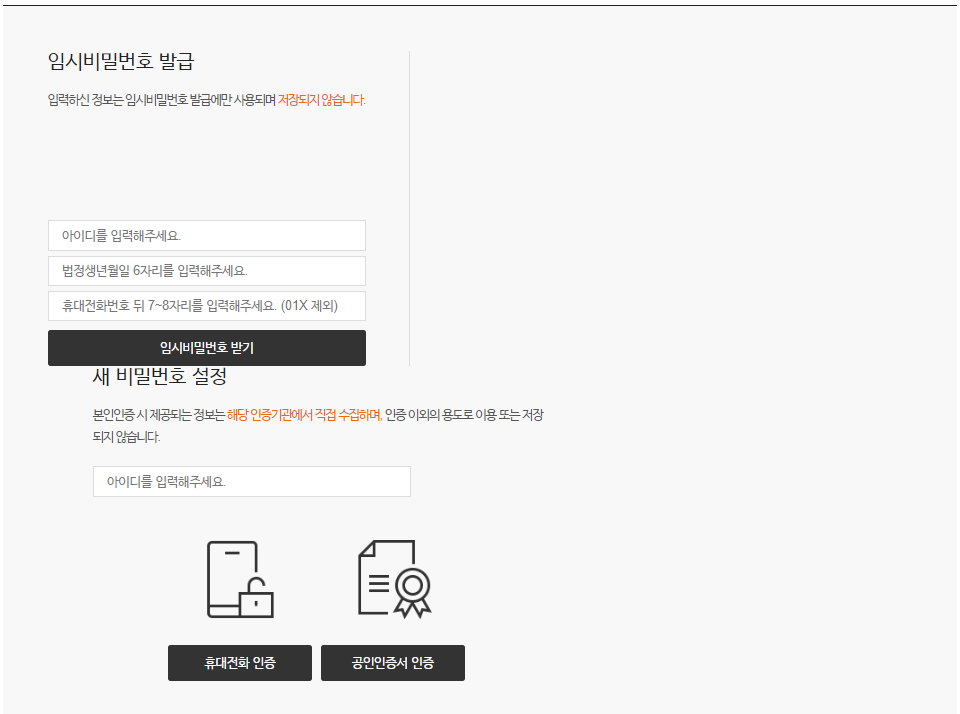 임시비밀번호 발급
입력하신 정보는 임시비밀번호 발급에만 사용되며 저장되지 않습니다.
아이디를 입력해주세요.
법정생년월일 6자리를 입력해주세요.
휴대전화번호 뒤 7~8자리를 입력해주세요. (01X 제외)
임시비밀번호 받기
새 비밀번호 설정
본인인증 시 제공되는 정보는 해당 인증기관에서 직접 수집하며, 인증 이외의 용도로 이용 또는 저장
되지 않습니다.
아이디를 입력해주세요.
휴대전화 인증
공인인증서 인증